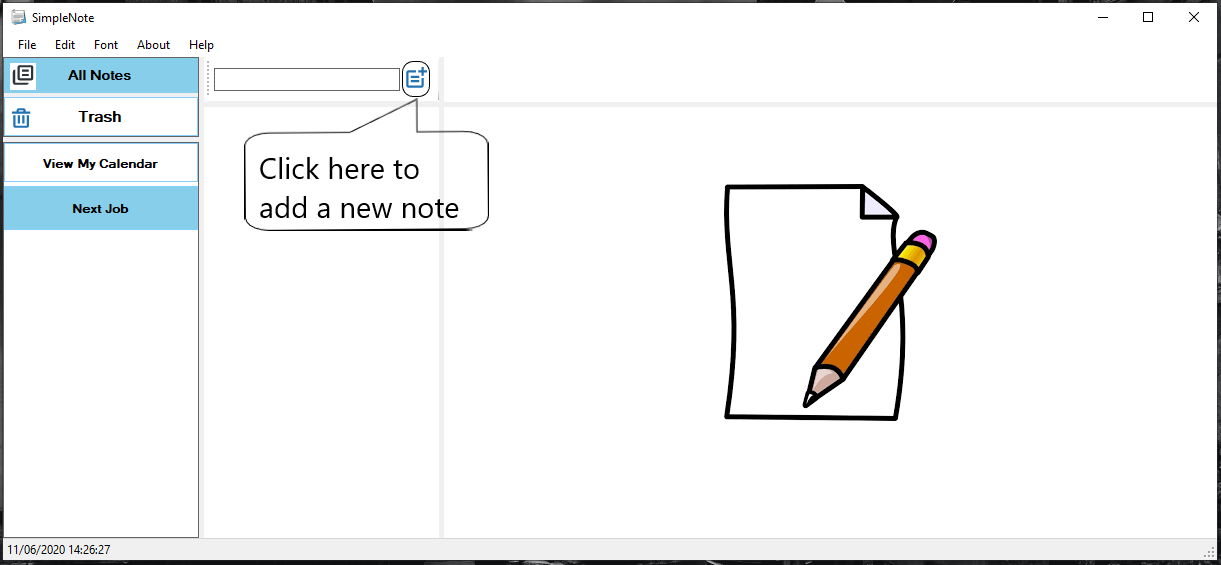 SimpleNote
File Edit Font About Help
All Notes
Trash
View My Calendar
Next Job
Click here to
add a new note
11/06/2020 14:26:27